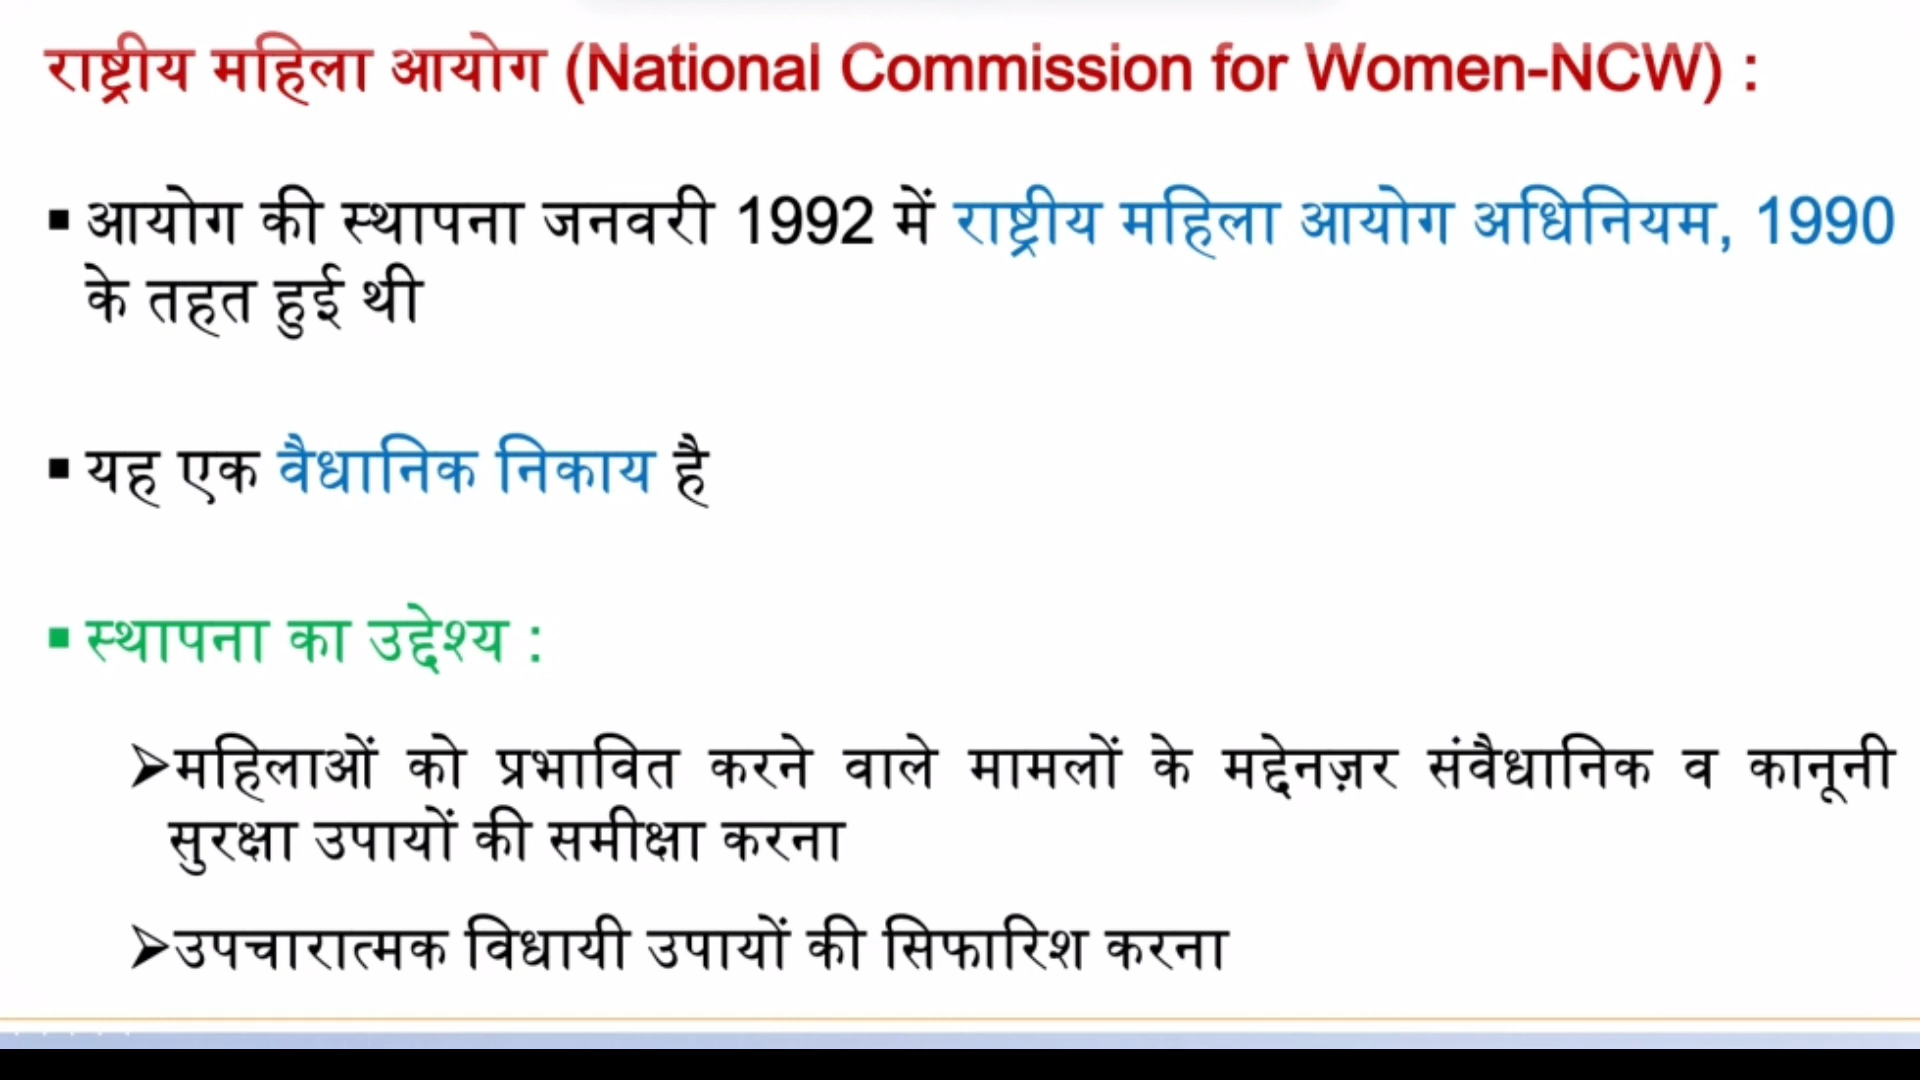 राष्ट्रीय महिला आयोग (National Commission for Women-NCW) :
▪ आयोग की स्थापना जनवरी 1992 में राष्ट्रीय महिला आयोग अधिनियम, 1990
के तहत हुई थी
▪ यह एक वैधानिक निकाय है
▪ स्थापना का उद्देश्य :
➢महिलाओं को प्रभावित करने वाले मामलों के मद्देनज़र संवैधानिक व कानूनी
सुरक्षा उपायों की समीक्षा करना
➢उपचारात्मक विधायी उपायों की सिफारिश करना